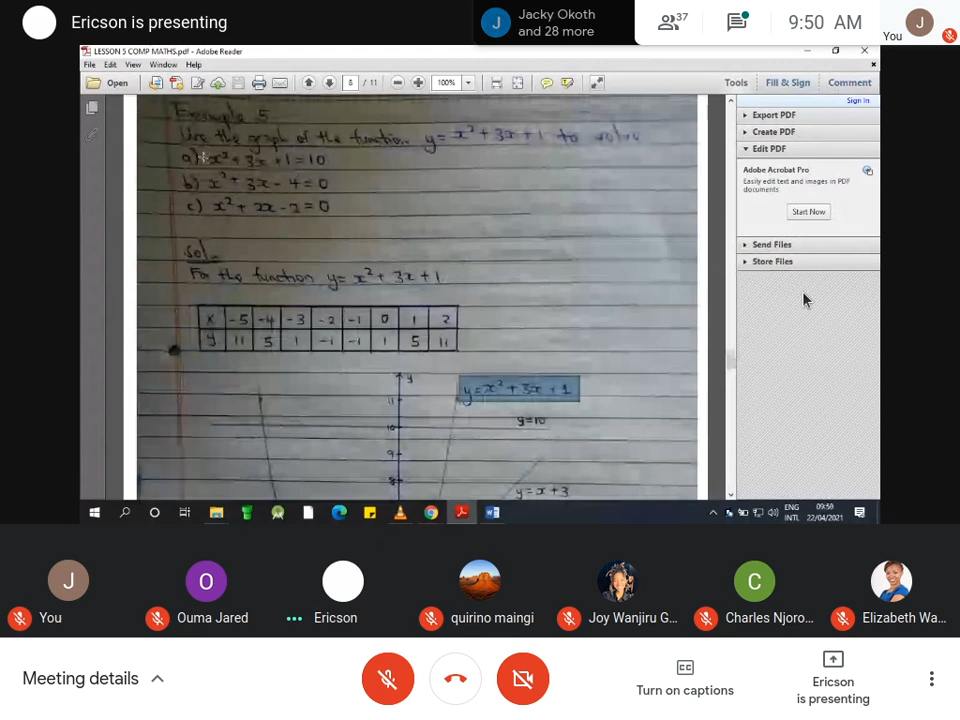 Ericson is presenting
Jacky Okoth
and 28 more
37
9:50 AM
You
LESSON 5 COMP MATHS.pdf - Adobe Reader
File Edit View Window Help
Open
8 / 11
100%
Tools Fill & Sign Comment
Sign In
Export PDF
Create PDF
Edit PDF
Adobe Acrobat Pro
Easily edit text and images in PDF
documents
Start Now
Send Files
Store Files
Example 5
Use the graph of the function y = x² + 3x + 1 to solve
a) x² + 3x + 1 = 10
b) x² + 3x - 4 = 0
c) x² + 2x - 2 = 0
Sol.
For the function y = x² + 3x + 1
x -5 -4 -3 -2 -1 0 1 2
y 11 5 1 -1 -1 1 5 11
y
y = x² + 3x + 1
11
y=10
10
9
8
y = x + 3
ENG
INTL
09:50
22/04/2021
J
O
C
You
Ouma Jared
Ericson
quirino maingi
Joy Wanjiru G...
Charles Njoro...
Elizabeth Wa...
Meeting details
Turn on captions
Ericson
is presenting